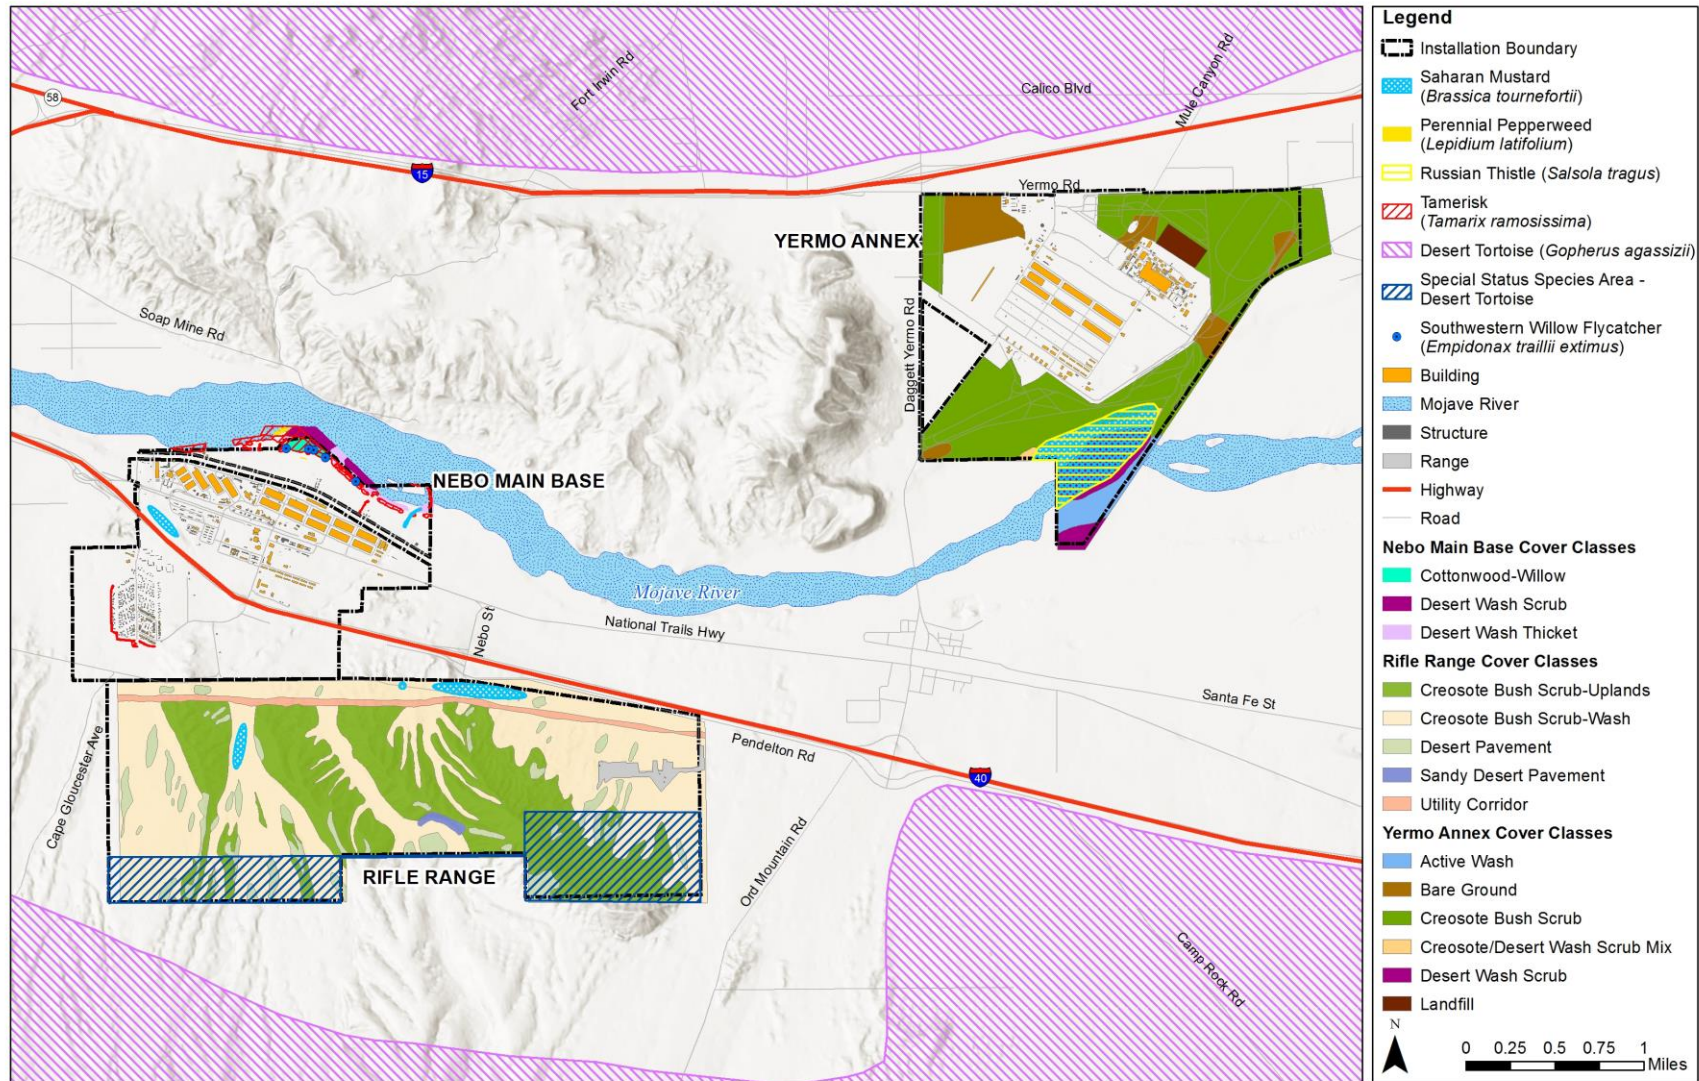 58
Fort Irwin Rd
Calico Blvd
Mule Canyon Rd
15
Yermo Rd
YERMO ANNEX
Soap Mine Rd
Daggett Yermo Rd
NEBO MAIN BASE
Mojave River
Nebo St
National Trails Hwy
Santa Fe St
Cape Gloucester Ave
Pendelton Rd
40
RIFLE RANGE
Ord Mountain Rd
Camp Rock Rd
Legend
Installation Boundary
Saharan Mustard
(Brassica tournefortii)
Perennial Pepperweed
(Lepidium latifolium)
Russian Thistle (Salsola tragus)
Tamerisk
(Tamarix ramosissima)
Desert Tortoise (Gopherus agassizii)
Special Status Species Area -
Desert Tortoise
Southwestern Willow Flycatcher
(Empidonax traillii extimus)
Building
Mojave River
Structure
Range
Highway
Road
Nebo Main Base Cover Classes
Cottonwood-Willow
Desert Wash Scrub
Desert Wash Thicket
Rifle Range Cover Classes
Creosote Bush Scrub-Uplands
Creosote Bush Scrub-Wash
Desert Pavement
Sandy Desert Pavement
Utility Corridor
Yermo Annex Cover Classes
Active Wash
Bare Ground
Creosote Bush Scrub
Creosote/Desert Wash Scrub Mix
Desert Wash Scrub
Landfill
N
0 0.25 0.5 0.75 1
Miles